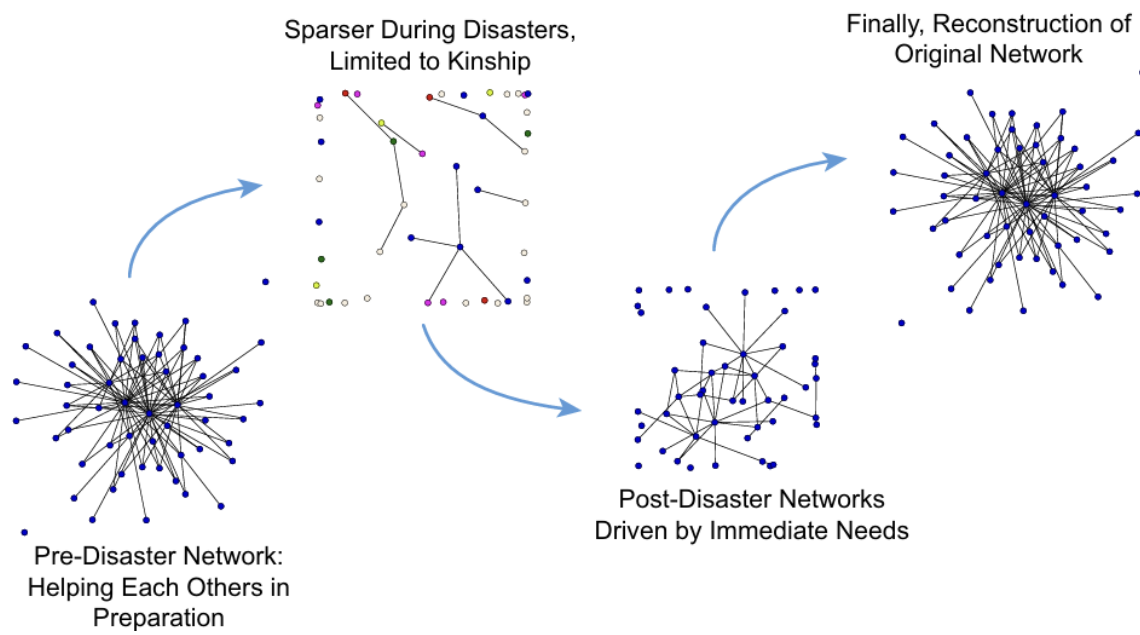 Sparser During Disasters,
Limited to Kinship
Finally, Reconstruction of
Original Network
Post-Disaster Networks
Driven by Immediate Needs
Pre-Disaster Network:
Helping Each Others in
Preparation